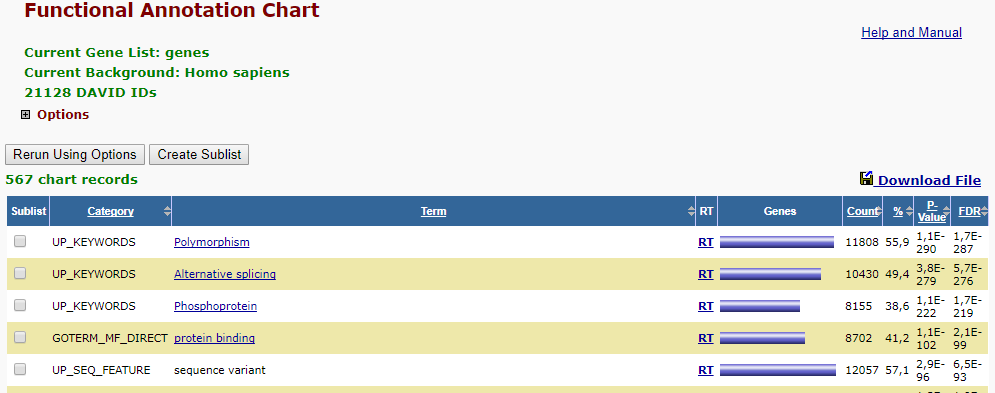 Functional Annotation Chart
Help and Manual
Current Gene List: genes
Current Background: Homo sapiens
21128 DAVID IDs
Options
Rerun Using Options Create Sublist
567 chart records
Download File
Sublist Category Term RT Genes Count % P-Value FDR
UP_KEYWORDS Polymorphism RT 11808 55,9 1,1E-290 1,7E-287
UP_KEYWORDS Alternative splicing RT 10430 49,4 3,8E-279 5,7E-276
UP_KEYWORDS Phosphoprotein RT 8155 38,6 1,1E-222 1,7E-219
GOTERM_MF_DIRECT protein binding RT 8702 41,2 1,1E-102 2,1E-99
UP_SEQ_FEATURE sequence variant RT 12057 57,1 2,9E-96 6,5E-93